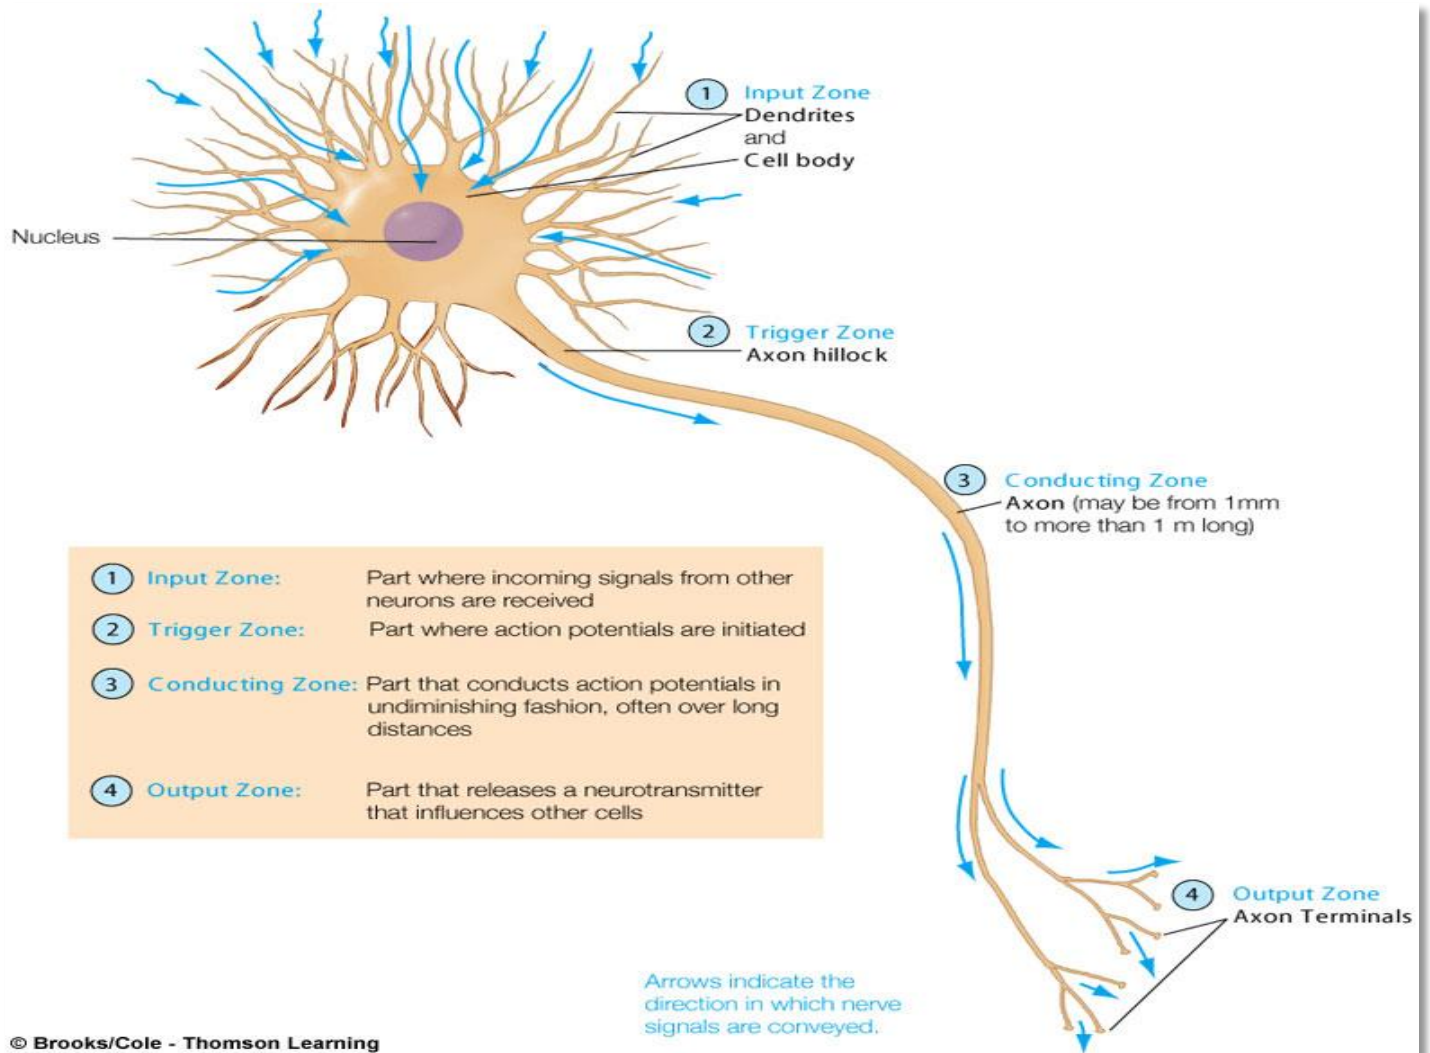 1 Input Zone
Dendrites
and
Cell body
Nucleus
2 Trigger Zone
Axon hillock
3 Conducting Zone
Axon (may be from 1mm
to more than 1 m long)
1 Input Zone: Part where incoming signals from other
neurons are received
2 Trigger Zone: Part where action potentials are initiated
3 Conducting Zone: Part that conducts action potentials in
undiminishing fashion, often over long
distances
4 Output Zone: Part that releases a neurotransmitter
that influences other cells
4 Output Zone
Axon Terminals
Arrows indicate the
direction in which nerve
signals are conveyed.
© Brooks/Cole - Thomson Learning